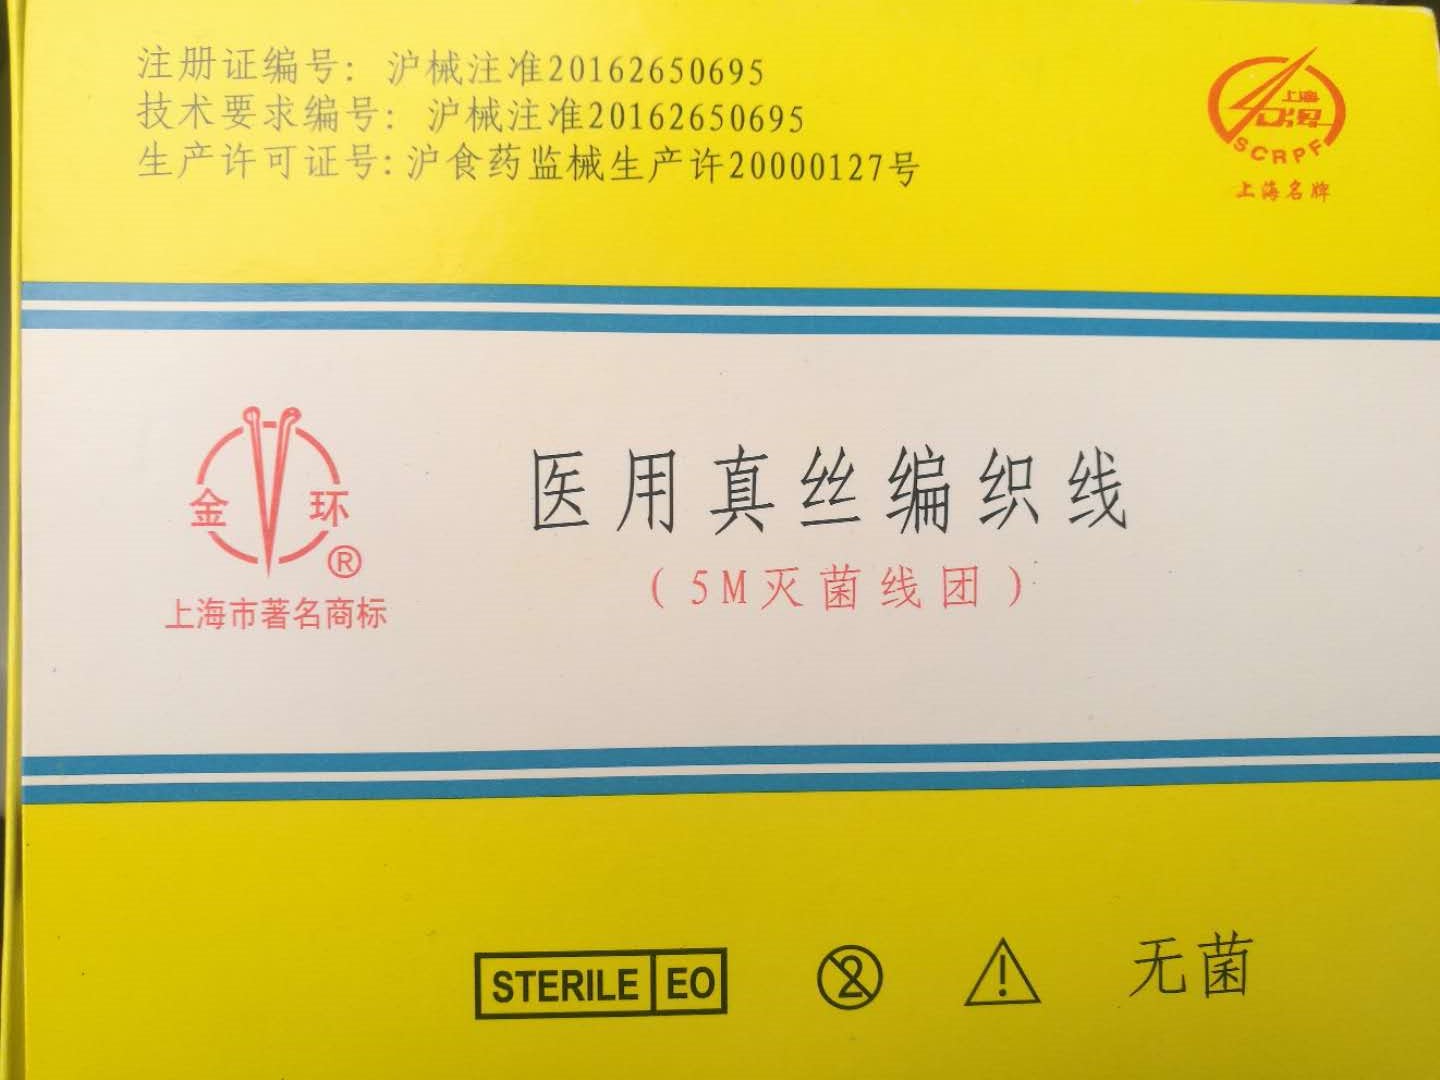 注册证编号: 沪械注准20162650695
技术要求编号: 沪械注准20162650695
生产许可证号:沪食药监械生产许20000127号
上海
名牌
SCRPF
上海名牌
金 环
®
上海市著名商标
医用真丝编织线
(5M灭菌线团)
STERILE EO
2
!
无菌